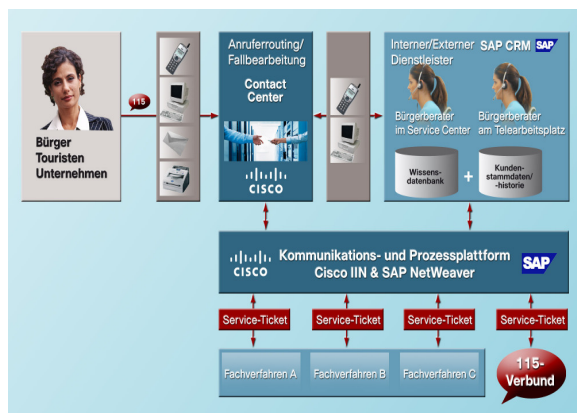 Bürger
Touristen
Unternehmen
115
Anruferrouting/
Fallbearbeitung
Contact
Center
CISCO
Interner/Externer
Dienstleister
SAP CRM
SAP
Bürgerberater
im Service Center
Bürgerberater
am Telearbeitsplatz
Wissens-
datenbank
+
Kunden-
stammdaten/
-historie
CISCO
Kommunikations- und Prozessplattform
Cisco IIN & SAP NetWeaver
SAP
Service-Ticket
Service-Ticket
Service-Ticket
Service-Ticket
Fachverfahren A
Fachverfahren B
Fachverfahren C
115-
Verbund